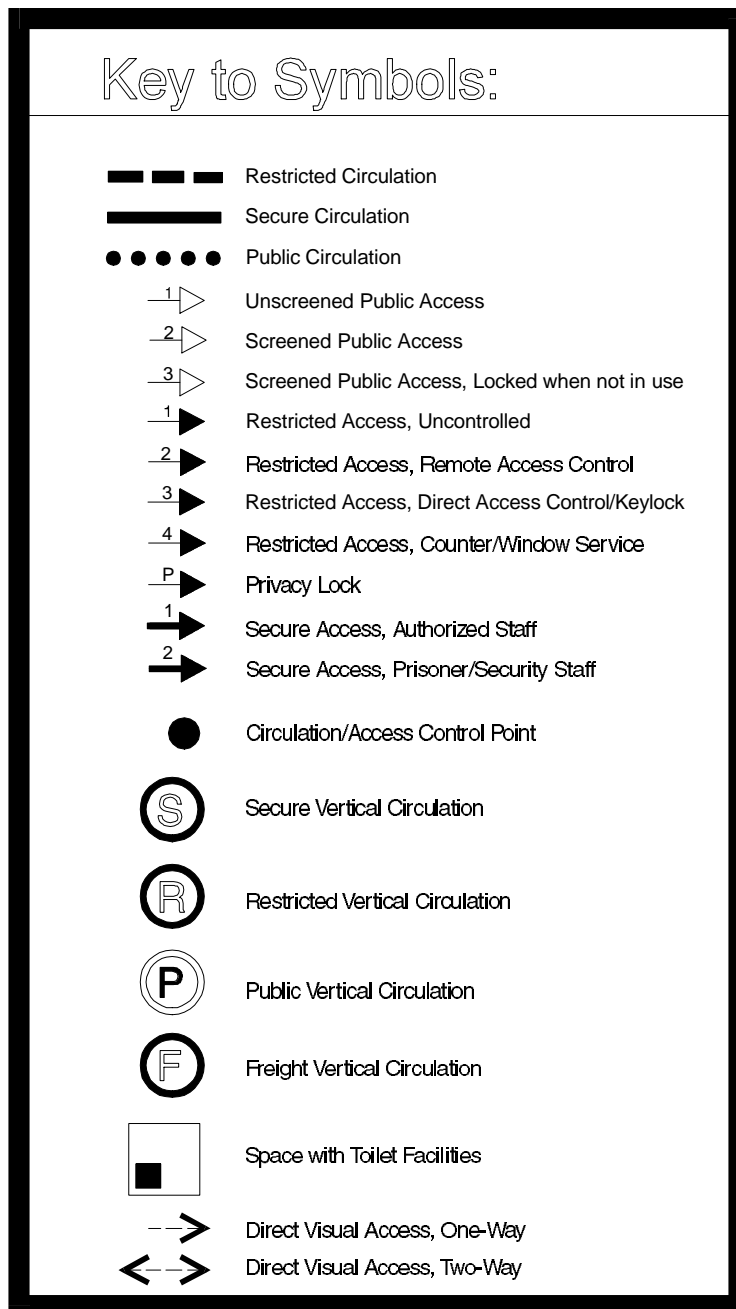 Key to Symbols:
Restricted Circulation
Secure Circulation
Public Circulation
1 Unscreened Public Access
2 Screened Public Access
3 Screened Public Access, Locked when not in use
1 Restricted Access, Uncontrolled
2 Restricted Access, Remote Access Control
3 Restricted Access, Direct Access Control/Keylock
4 Restricted Access, Counter/Window Service
P Privacy Lock
1 Secure Access, Authorized Staff
2 Secure Access, Prisoner/Security Staff
Circulation/Access Control Point
S Secure Vertical Circulation
R Restricted Vertical Circulation
P Public Vertical Circulation
F Freight Vertical Circulation
Space with Toilet Facilities
Direct Visual Access, One-Way
Direct Visual Access, Two-Way